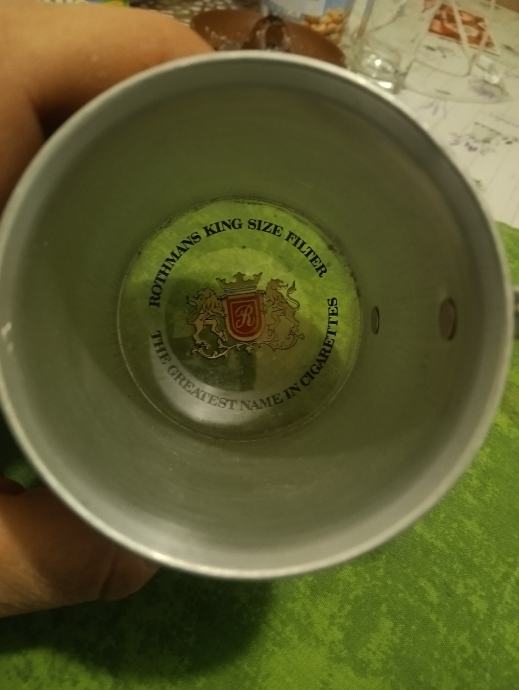 ROTHMANS KING SIZE FILTER
R
THE GREATEST NAME IN CIGARETTES